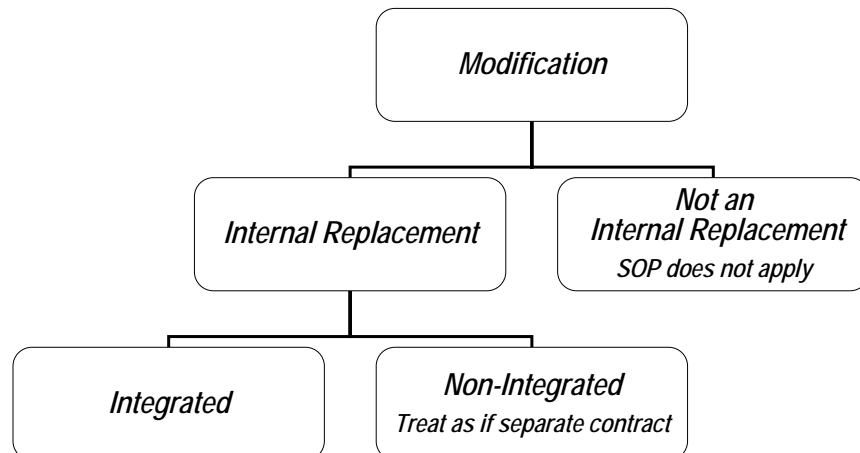 Modification
Internal Replacement
Not an
Internal Replacement
SOP does not apply
Integrated
Non-Integrated
Treat as if separate contract